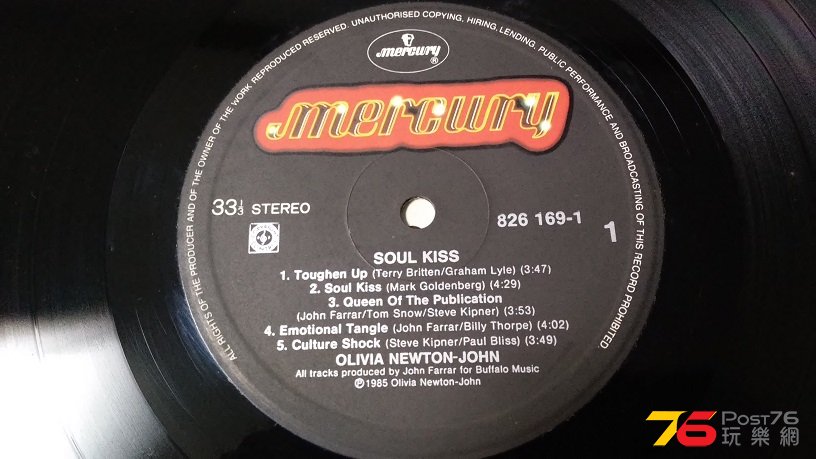 ALL RIGHTS OF THE PRODUCER AND OF THE OWNER OF THE WORK REPRODUCED RESERVED. UNAUTHORISED COPYING, HIRING, LENDING, PUBLIC PERFORMANCE AND BROADCASTING OF THIS RECORD PROHIBITED.
mercury®
mercury
33⅓ STEREO
826 169-1
1
SOUL KISS
1. Toughen Up (Terry Britten/Graham Lyle) (3:47)
2. Soul Kiss (Mark Goldenberg) (4:29)
3. Queen Of The Publication
(John Farrar/Tom Snow/Steve Kipner) (3:53)
4. Emotional Tangle (John Farrar/Billy Thorpe) (4:02)
5. Culture Shock (Steve Kipner/Paul Bliss) (3:49)
OLIVIA NEWTON-JOHN
All tracks produced by John Farrar for Buffalo Music
℗1985 Olivia Newton-John
76 POST76
玩樂網